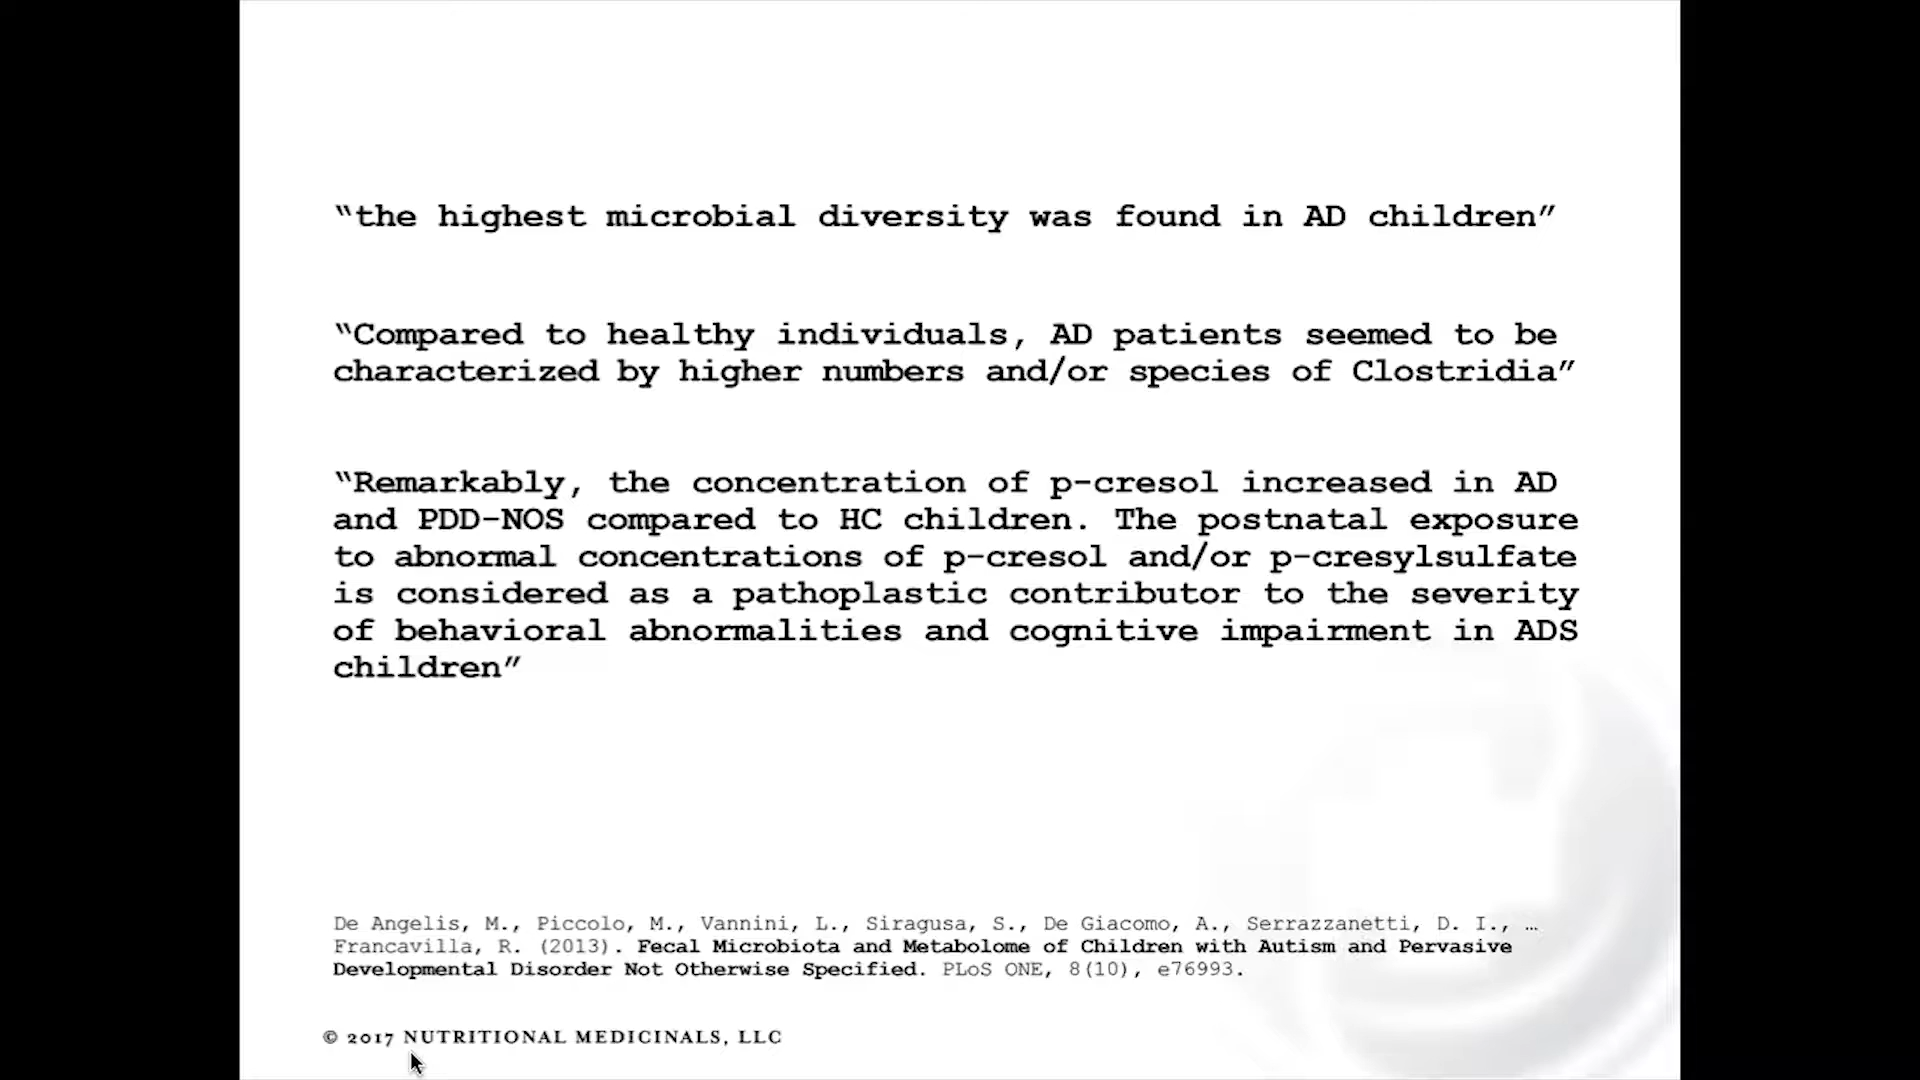 “the highest microbial diversity was found in AD children”
“Compared to healthy individuals, AD patients seemed to be
characterized by higher numbers and/or species of Clostridia”
“Remarkably, the concentration of p-cresol increased in AD
and PDD-NOS compared to HC children. The postnatal exposure
to abnormal concentrations of p-cresol and/or p-cresylsulfate
is considered as a pathoplastic contributor to the severity
of behavioral abnormalities and cognitive impairment in ADS
children”
De Angelis, M., Piccolo, M., Vannini, L., Siragusa, S., De Giacomo, A., Serrazzanetti, D. I., …
Francavilla, R. (2013). Fecal Microbiota and Metabolome of Children with Autism and Pervasive
Developmental Disorder Not Otherwise Specified. PLoS ONE, 8(10), e76993.
© 2017 NUTRITIONAL MEDICINALS, LLC